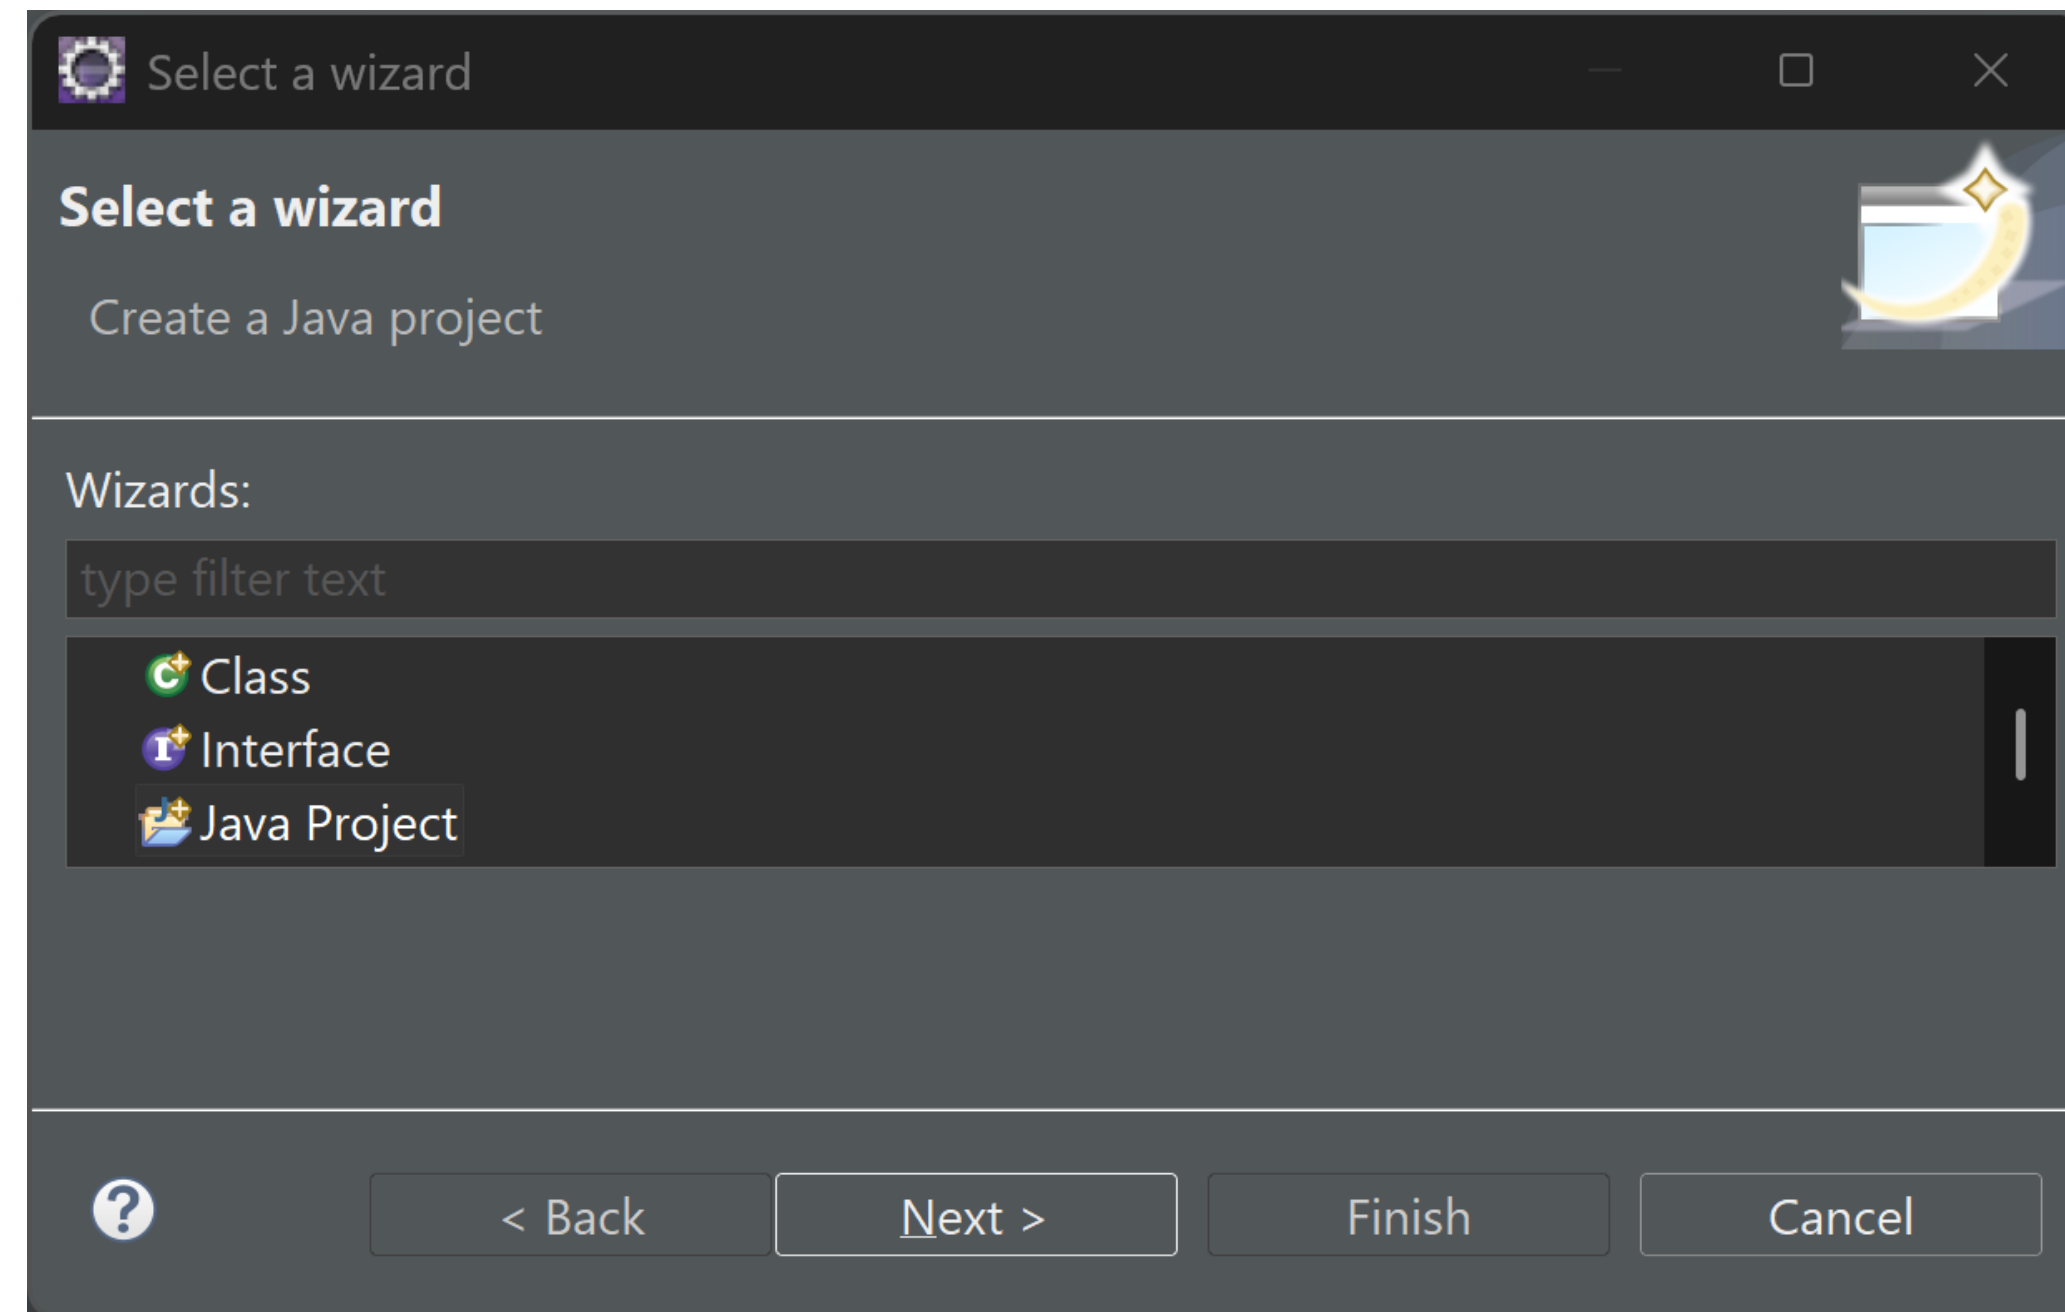 Select a wizard
Select a wizard
Create a Java project
Wizards:
type filter text
Class
Interface
Java Project
< Back Next > Finish Cancel